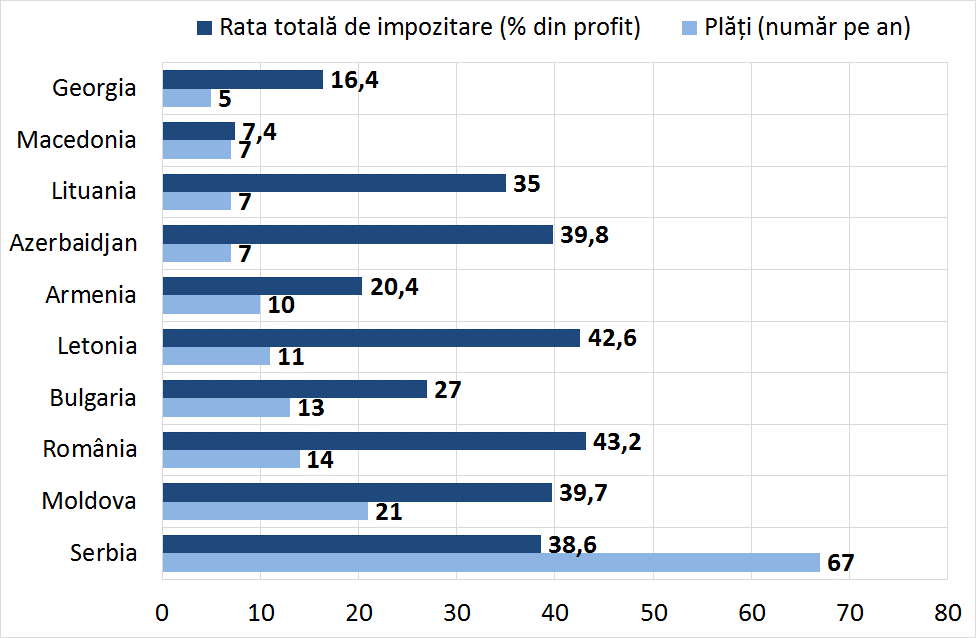 Rata totală de impozitare (% din profit) Plăți (număr pe an)
Georgia 16,4
5
Macedonia 7,4
7
Lituania 35
7
Azerbaidjan 39,8
7
Armenia 20,4
10
Letonia 42,6
11
Bulgaria 27
13
România 43,2
14
Moldova 39,7
21
Serbia 38,6
67
0 10 20 30 40 50 60 70 80